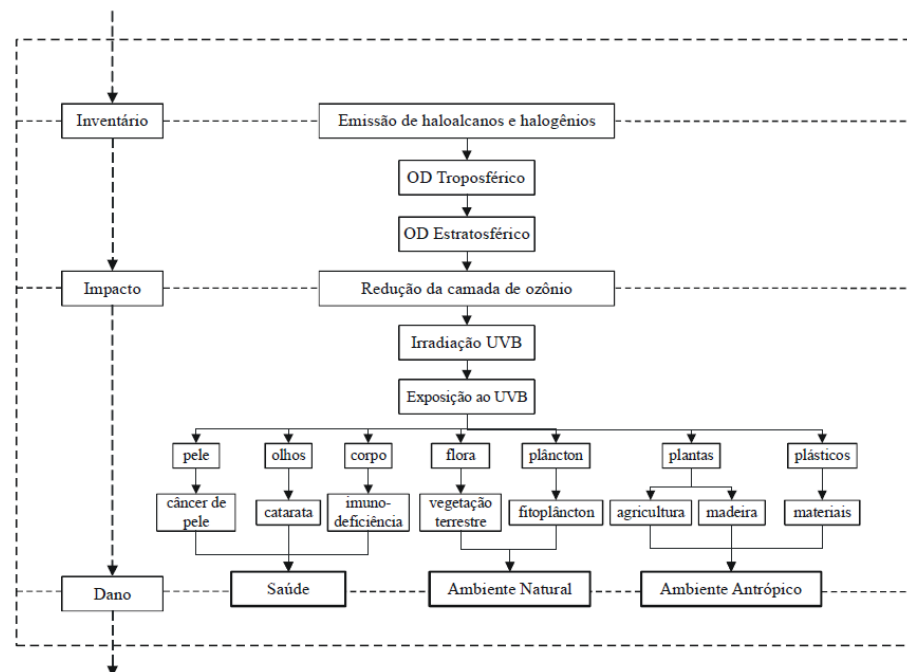 Inventário
Emissão de haloalcanos e halogênios
OD Troposférico
OD Estratosférico
Impacto
Redução da camada de ozônio
Irradiação UVB
Exposição ao UVB
pele
olhos
corpo
flora
plâncton
plantas
plásticos
câncer de
pele
catarata
imuno-
deficiência
vegetação
terrestre
fitoplâncton
agricultura
madeira
materiais
Dano
Saúde
Ambiente Natural
Ambiente Antrópico